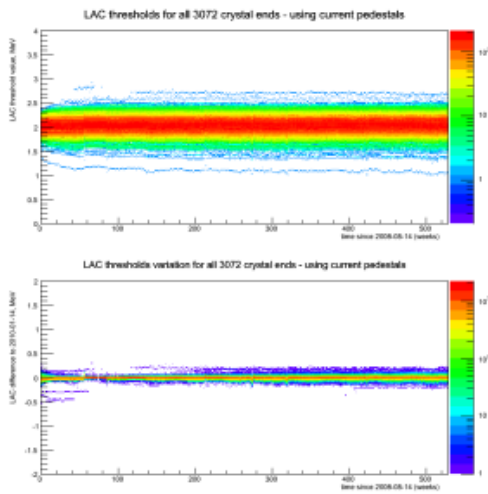 LAC thresholds for all 3072 crystal ends - using current pedestals
LAC threshold value, MeV
4
3.5
3
2.5
2
1.5
1
0.5
0
0 100 200 300 400 500
time since 2008-08-14 (weeks)
10²
10
1
LAC thresholds variation for all 3072 crystal ends - using current pedestals
LAC difference to 2010-01-14, MeV
2
1.5
1
0.5
0
-0.5
-1
-1.5
-2
0 100 200 300 400 500
time since 2008-08-14 (weeks)
10
1